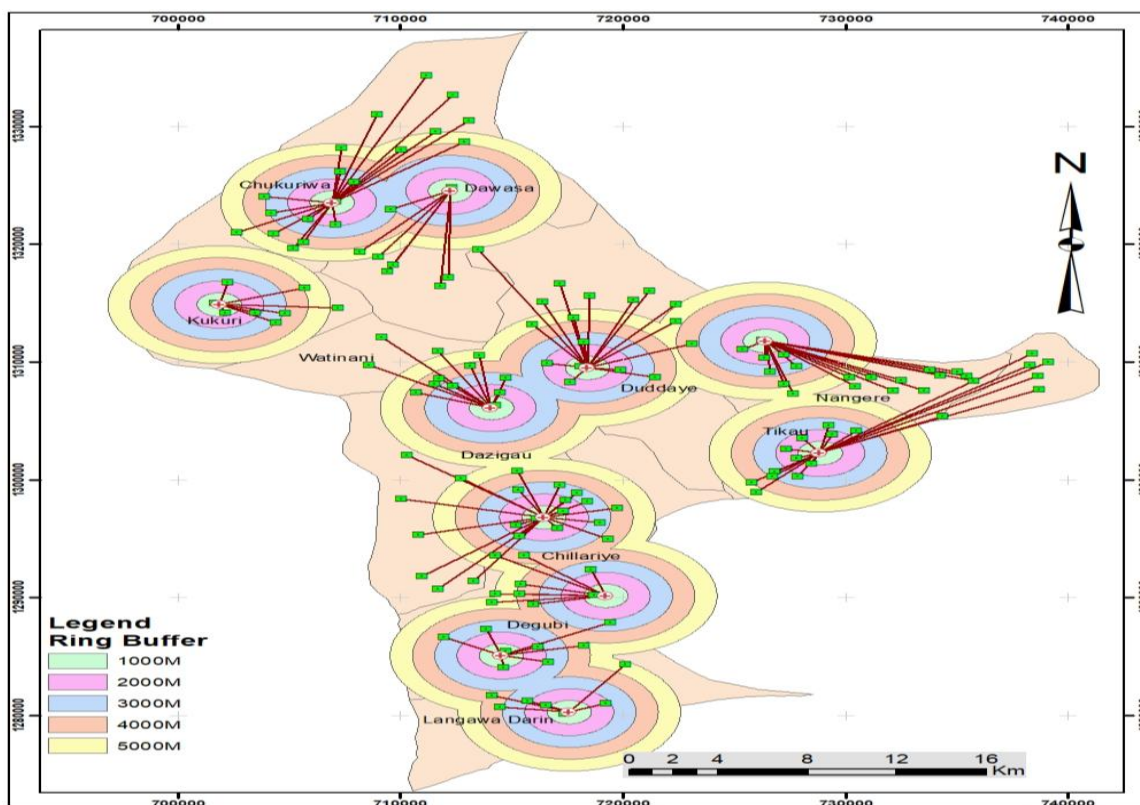 700000 710000 720000 730000 740000
1330000
N
Chukuriwa
Dawasa
1320000
Kukuri
Watinani
1310000
Duddaye
Nangere
Tikau
Dazigau
1300000
Chillariye
1290000
Degubi
Legend
Ring Buffer
1000M
2000M
3000M
4000M
5000M
1280000
Langawa Darin
0 2 4 8 12 16
Km
700000 710000 720000 730000 740000